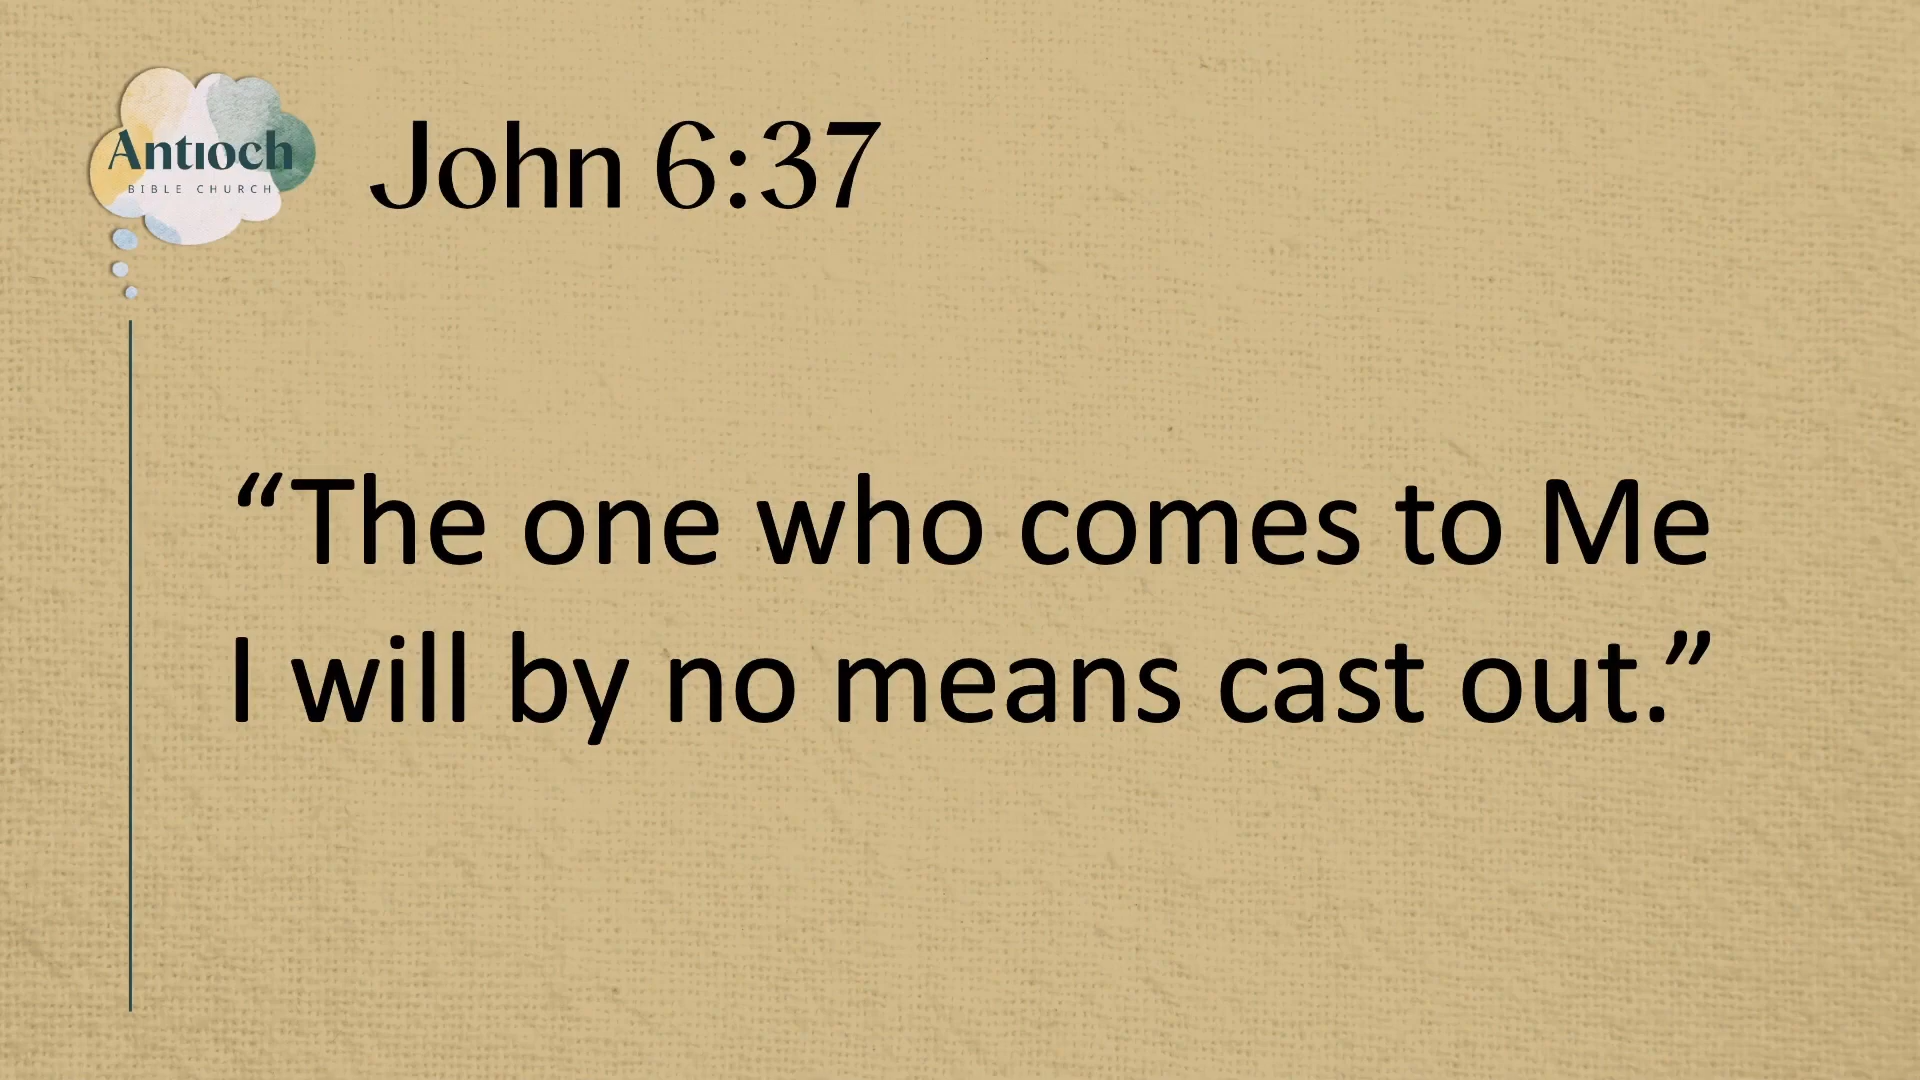 Antioch
BIBLE CHURCH
John 6:37
“The one who comes to Me
I will by no means cast out.”